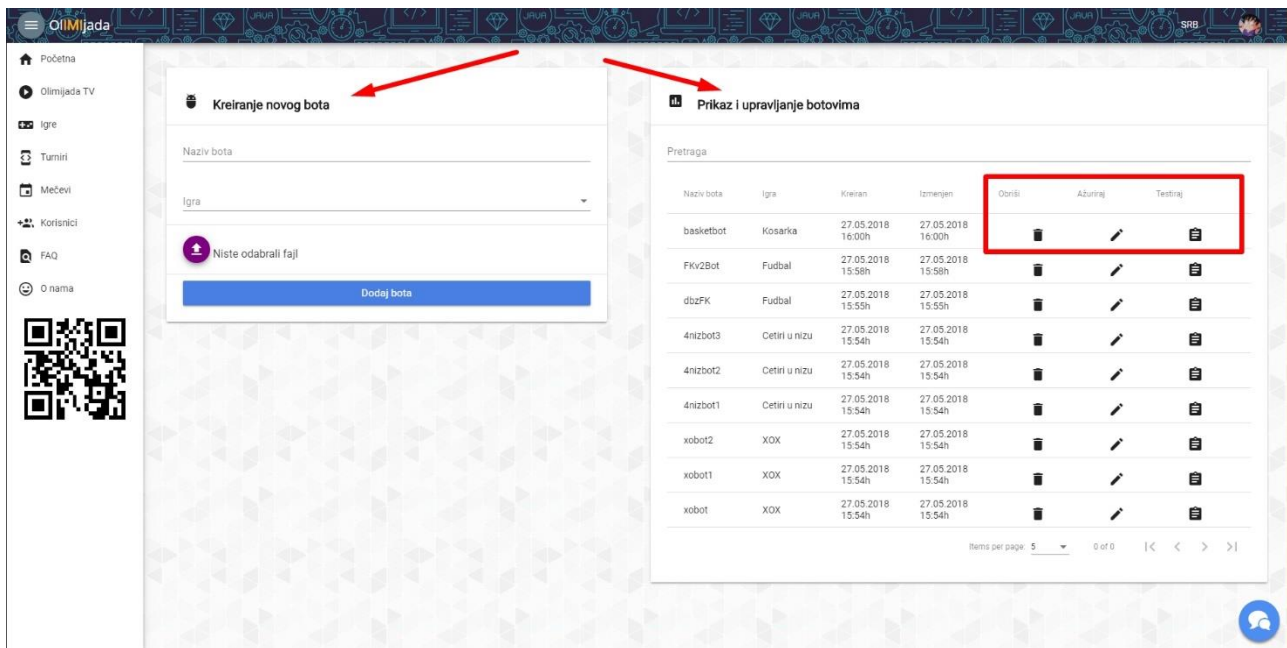 OlIMIjada
SRB
Početna
Olimijada TV
Igre
Turniri
Mečevi
Korisnici
FAQ
O nama
Kreiranje novog bota
Naziv bota
Igra
Niste odabrali fajl
Dodaj bota
Prikaz i upravljanje botovima
Pretraga
Naziv bota Igra Kreiran Izmenjen Obriši Ažuriraj Testiraj
basketbot Kosarka 27.05.2018 16:00h 27.05.2018 16:00h
FKv2Bot Fudbal 27.05.2018 15:58h 27.05.2018 15:58h
dbzFK Fudbal 27.05.2018 15:55h 27.05.2018 15:55h
4nizbot3 Cetiri u nizu 27.05.2018 15:54h 27.05.2018 15:54h
4nizbot2 Cetiri u nizu 27.05.2018 15:54h 27.05.2018 15:54h
4nizbot1 Cetiri u nizu 27.05.2018 15:54h 27.05.2018 15:54h
xobot2 XOX 27.05.2018 15:54h 27.05.2018 15:54h
xobot1 XOX 27.05.2018 15:54h 27.05.2018 15:54h
xobot XOX 27.05.2018 15:54h 27.05.2018 15:54h
Items per page: 5 0 of 0